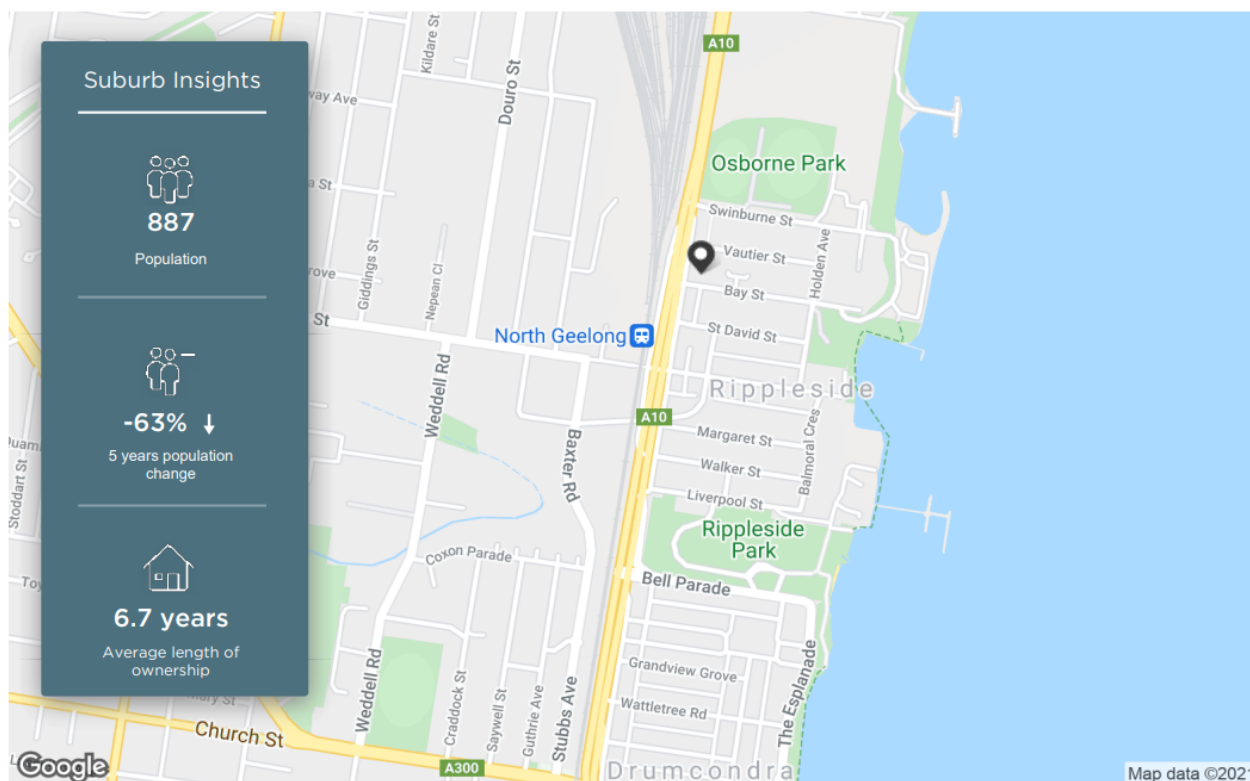 Suburb Insights
887
Population
-63%
5 years population
change
6.7 years
Average length of
ownership
Kildare St
Douro St
way Ave
a St
Giddings St
rove
Nepean Cl
St
Weddell Rd
Baxter Rd
Stoddart St
Coxon Parade
Weddell Rd
Craddock St
Saywell St
Guthrie Ave
Stubbs Ave
Church St
A300
A10
Osborne Park
Swinburne St
Vautier St
Holden Ave
Bay St
St David St
North Geelong
Rippleside
A10
Margaret St
Balmoral Cres
Walker St
Liverpool St
Rippleside
Park
Bell Parade
Grandview Grove
The Esplanade
Wattletree Rd
Drumcondra
Google
Map data ©202